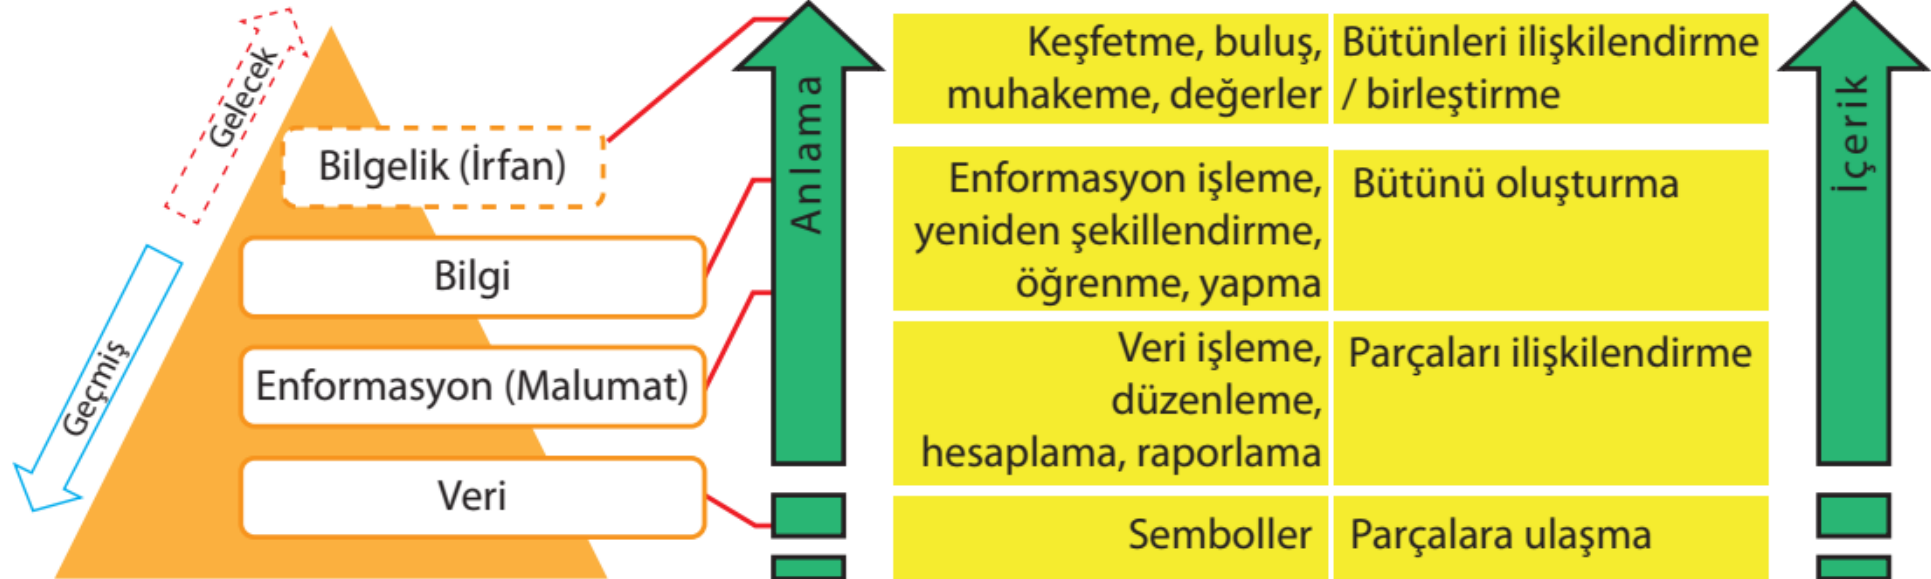 Gelecek
Geçmiş
Bilgelik (İrfan)
Bilgi
Enformasyon (Malumat)
Veri
Anlama
Keşfetme, buluş,
muhakeme, değerler
Bütünleri ilişkilendirme
/ birleştirme
Enformasyon işleme,
yeniden şekillendirme,
öğrenme, yapma
Bütünü oluşturma
Veri işleme,
düzenleme,
hesaplama, raporlama
Parçaları ilişkilendirme
Semboller
Parçalara ulaşma
İçerik